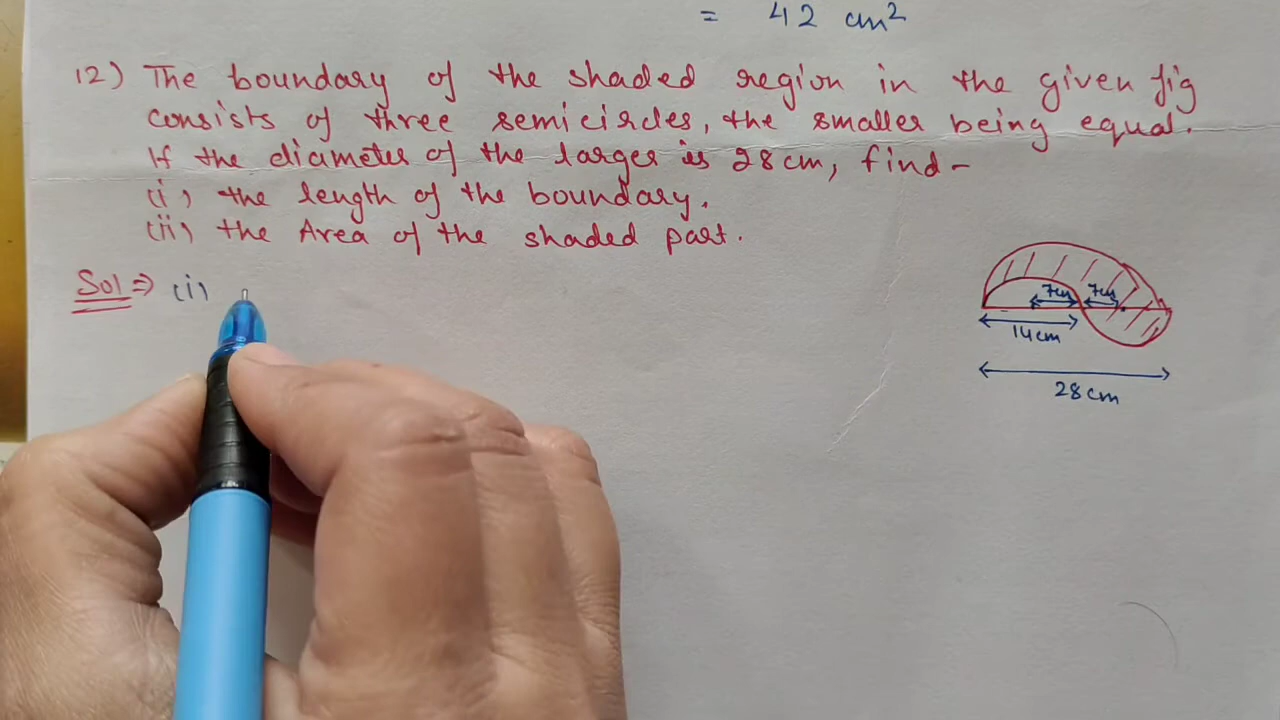 = 42 cm²
12) The boundary of the shaded region in the given fig
consists of three semicircles, the smaller being equal.
If the diameter of the larger is 28 cm, find -
(i) the length of the boundary.
(ii) the Area of the shaded part.
Sol ⇒ (i)
7cm 7cm
14cm
28cm